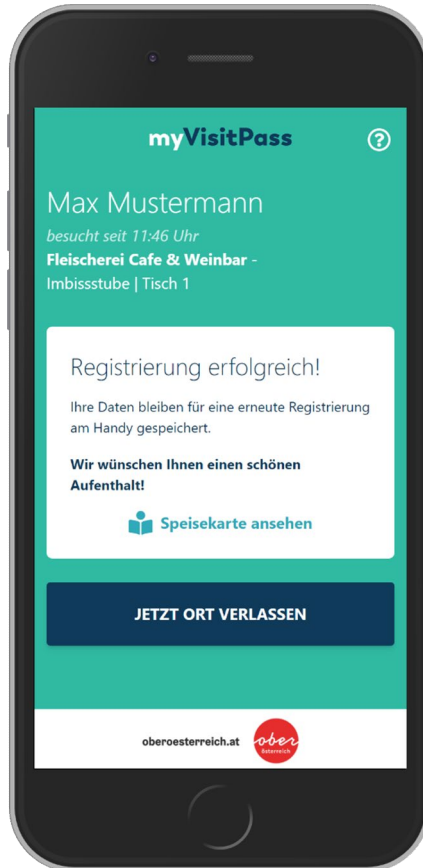 myVisitPass
?
Max Mustermann
besucht seit 11:46 Uhr
Fleischerei Cafe & Weinbar -
Imbissstube | Tisch 1
Registrierung erfolgreich!
Ihre Daten bleiben für eine erneute Registrierung
am Handy gespeichert.
Wir wünschen Ihnen einen schönen
Aufenthalt!
Speisekarte ansehen
JETZT ORT VERLASSEN
oberoesterreich.at
ober
österreich